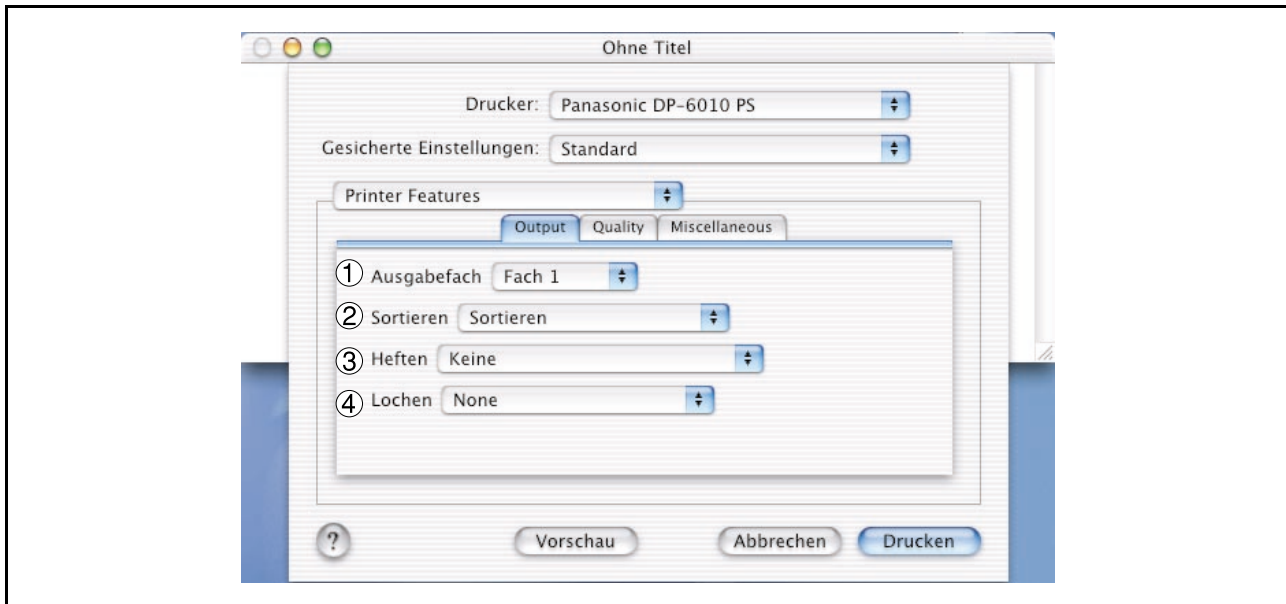 Ohne Titel
Drucker: Panasonic DP-6010 PS
Gesicherte Einstellungen: Standard
Printer Features
Output Quality Miscellaneous
① Ausgabefach Fach 1
② Sortieren Sortieren
③ Heften Keine
④ Lochen None
? Vorschau Abbrechen Drucken